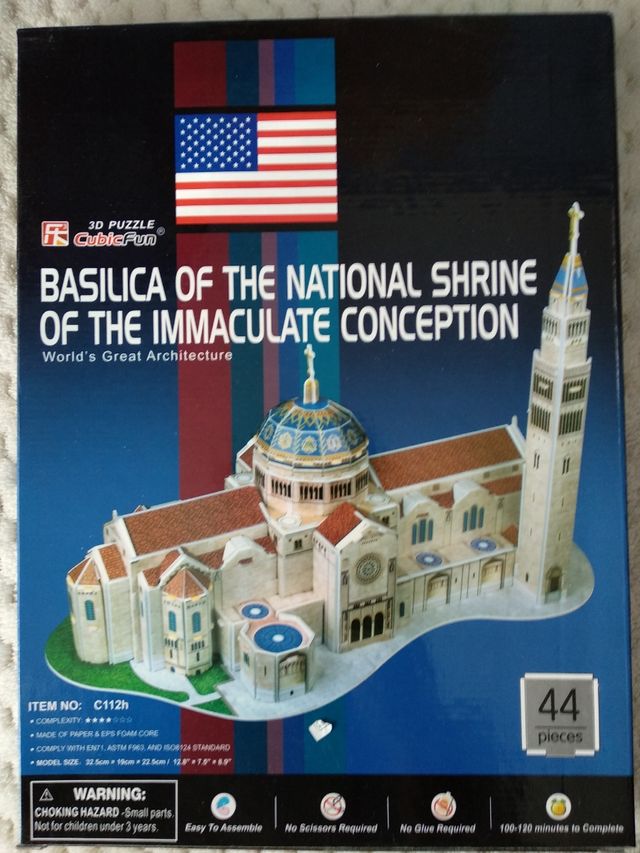 3D PUZZLE
CubicFun®
BASILICA OF THE NATIONAL SHRINE
OF THE IMMACULATE CONCEPTION
World's Great Architecture
ITEM NO: C112h
• COMPLEXITY: ★★★★☆☆☆
• MADE OF PAPER & EPS FOAM CORE
• COMPLY WITH EN71, ASTM F963, AND ISO8124 STANDARD
• MODEL SIZE: 32.5cm × 19cm × 22.5cm / 12.8" × 7.5" × 8.9"
44
pieces
⚠ WARNING:
CHOKING HAZARD -Small parts.
Not for children under 3 years.
Easy To Assemble
No Scissors Required
No Glue Required
100-120 minutes to Complete